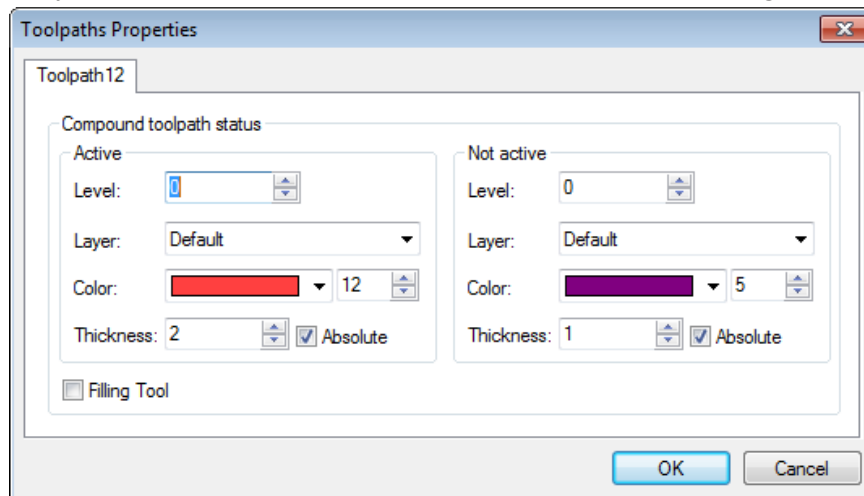 Toolpaths Properties
Toolpath12
Compound toolpath status
Active
Level: 0
Layer: Default
Color: 12
Thickness: 2 Absolute
Not active
Level: 0
Layer: Default
Color: 5
Thickness: 1 Absolute
Filling Tool
OK Cancel